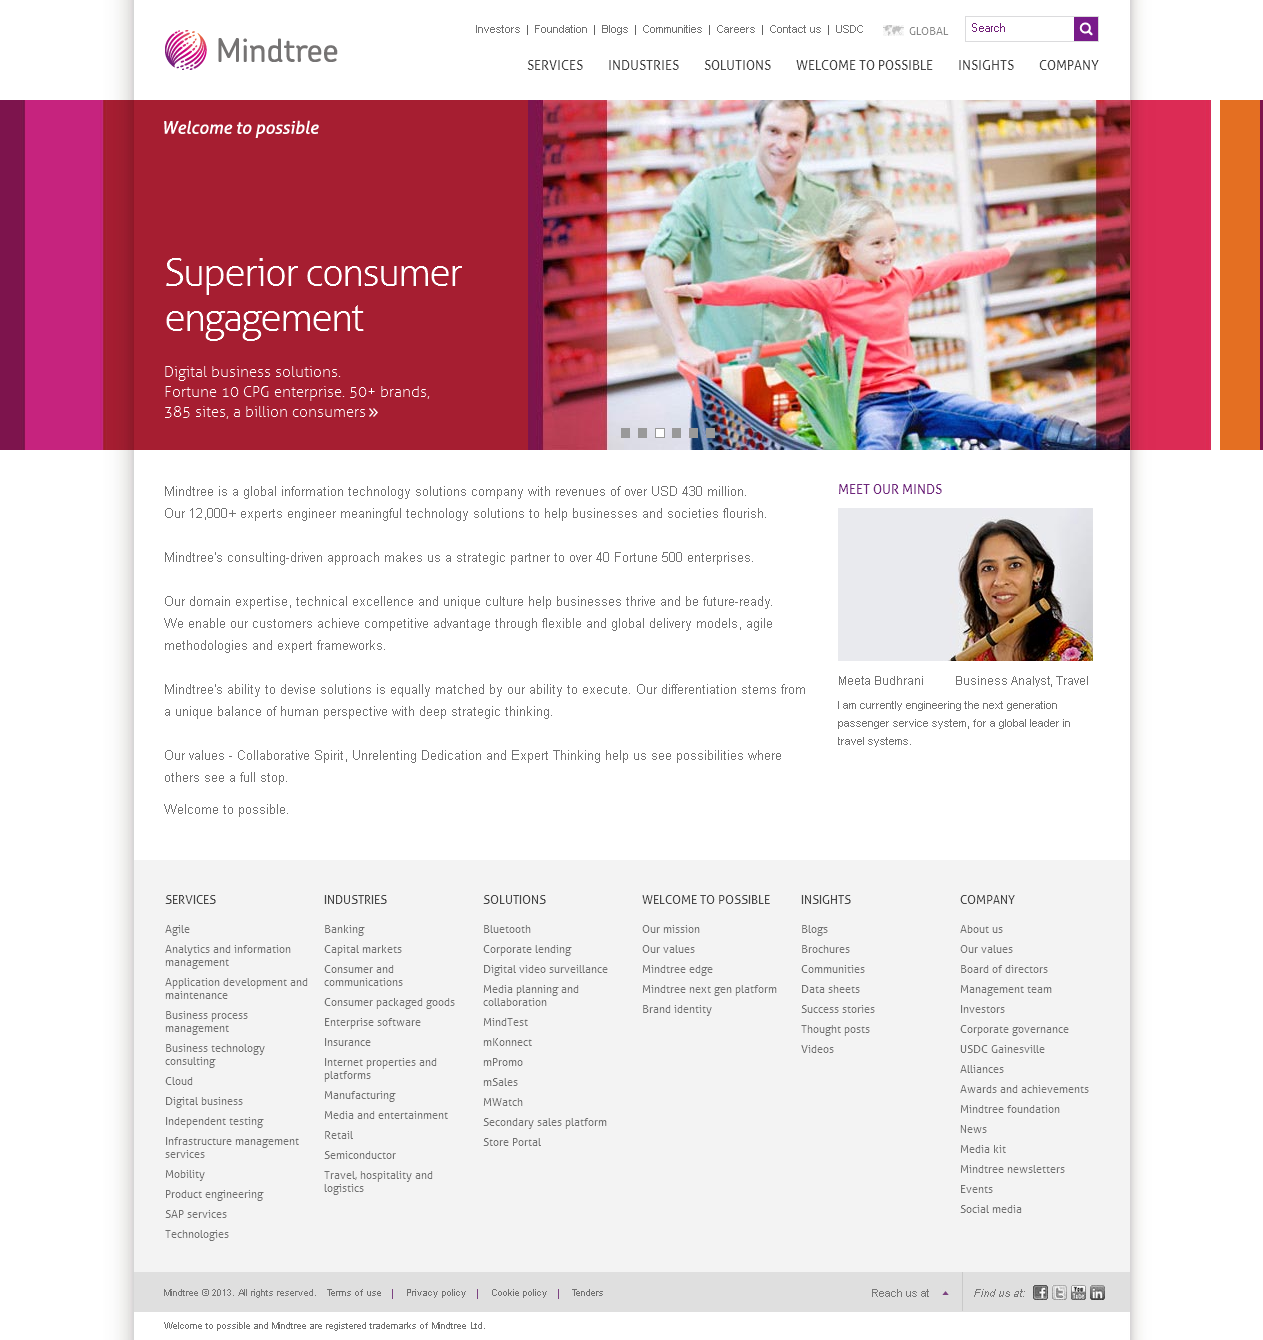 Investors | Foundation | Blogs | Communities | Careers | Contact us | USDC
GLOBAL
Search
Mindtree
SERVICES INDUSTRIES SOLUTIONS WELCOME TO POSSIBLE INSIGHTS COMPANY
Welcome to possible
Superior consumer
engagement
Digital business solutions.
Fortune 10 CPG enterprise. 50+ brands,
385 sites, a billion consumers »
Mindtree is a global information technology solutions company with revenues of over USD 430 million.
Our 12,000+ experts engineer meaningful technology solutions to help businesses and societies flourish.
Mindtree's consulting-driven approach makes us a strategic partner to over 40 Fortune 500 enterprises.
Our domain expertise, technical excellence and unique culture help businesses thrive and be future-ready.
We enable our customers achieve competitive advantage through flexible and global delivery models, agile
methodologies and expert frameworks.
Mindtree's ability to devise solutions is equally matched by our ability to execute. Our differentiation stems from
a unique balance of human perspective with deep strategic thinking.
Our values - Collaborative Spirit, Unrelenting Dedication and Expert Thinking help us see possibilities where
others see a full stop.
Welcome to possible.
MEET OUR MINDS
Meeta Budhrani Business Analyst, Travel
I am currently engineering the next generation
passenger service system, for a global leader in
travel systems.
SERVICES
Agile
Analytics and information
management
Application development and
maintenance
Business process
management
Business technology
consulting
Cloud
Digital business
Independent testing
Infrastructure management
services
Mobility
Product engineering
SAP services
Technologies
INDUSTRIES
Banking
Capital markets
Consumer and
communications
Consumer packaged goods
Enterprise software
Insurance
Internet properties and
platforms
Manufacturing
Media and entertainment
Retail
Semiconductor
Travel, hospitality and
logistics
SOLUTIONS
Bluetooth
Corporate lending
Digital video surveillance
Media planning and
collaboration
MindTest
mKonnect
mPromo
mSales
MWatch
Secondary sales platform
Store Portal
WELCOME TO POSSIBLE
Our mission
Our values
Mindtree edge
Mindtree next gen platform
Brand identity
INSIGHTS
Blogs
Brochures
Communities
Data sheets
Success stories
Thought posts
Videos
COMPANY
About us
Our values
Board of directors
Management team
Investors
Corporate governance
USDC Gainesville
Alliances
Awards and achievements
Mindtree foundation
News
Media kit
Mindtree newsletters
Events
Social media
Mindtree © 2013. All rights reserved. Terms of use | Privacy policy | Cookie policy | Tenders
Reach us at
Find us at:
Welcome to possible and Mindtree are registered trademarks of Mindtree Ltd.